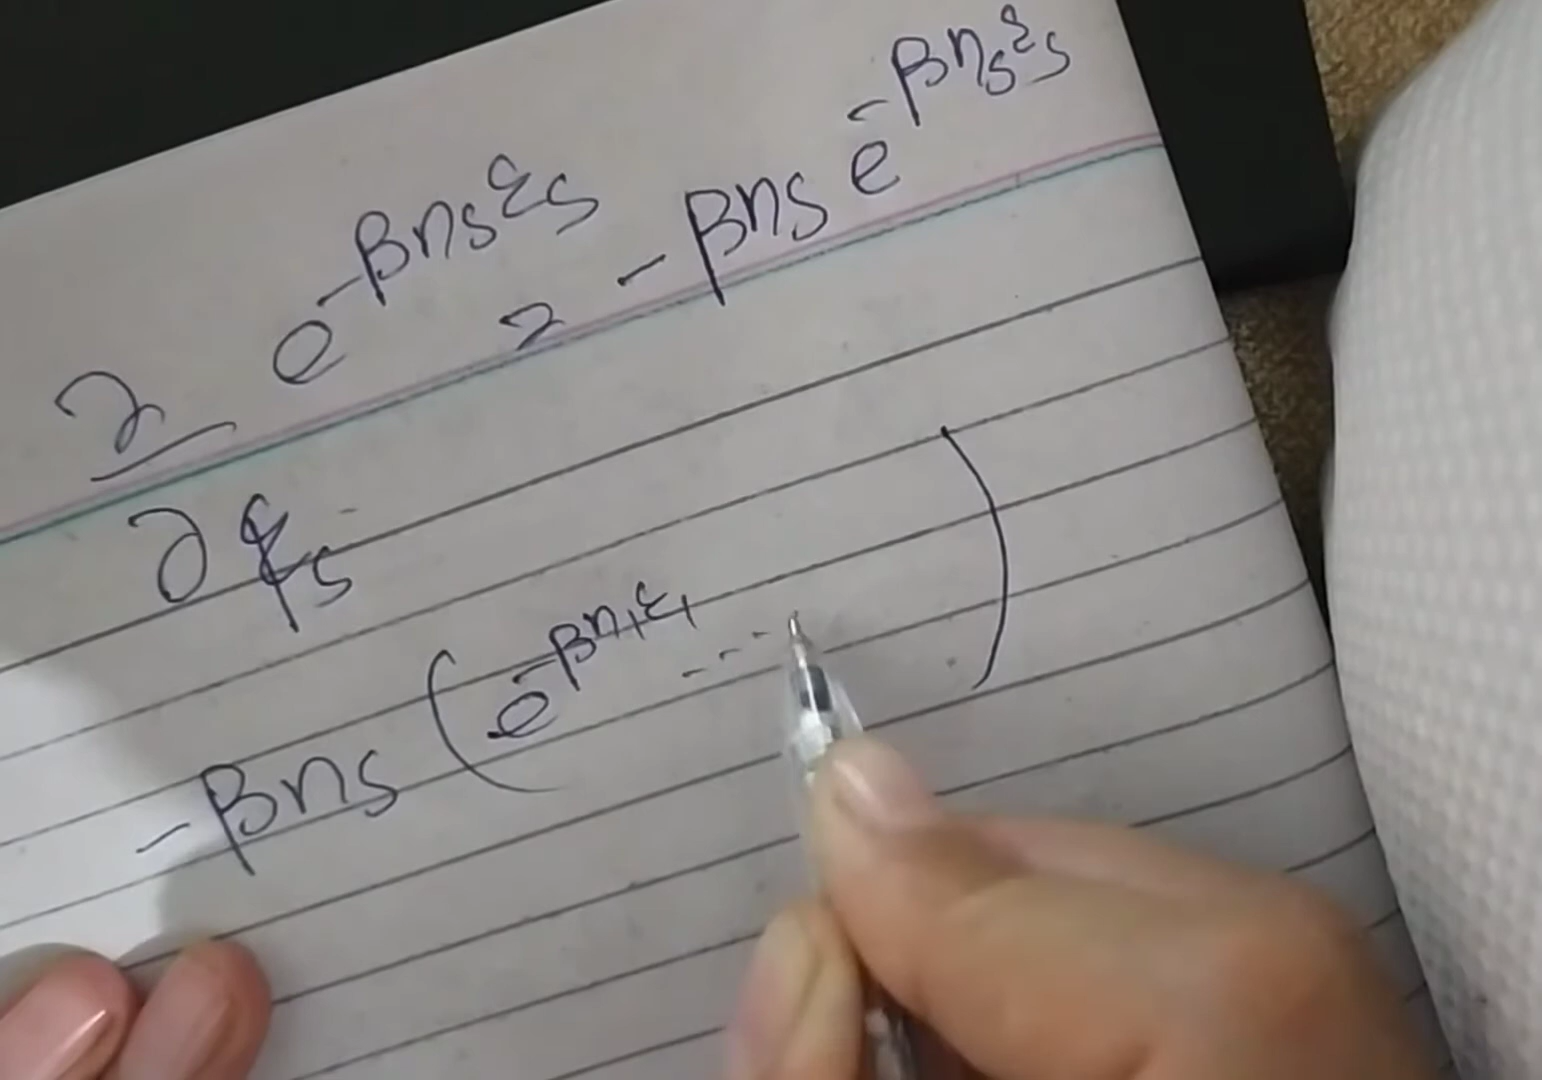 ∂/∂ε_s e^{-βn_sε_s} = -βn_s e^{-βn_sε_s}
-βn_s (e^{-βn_1ε_1} ---- )